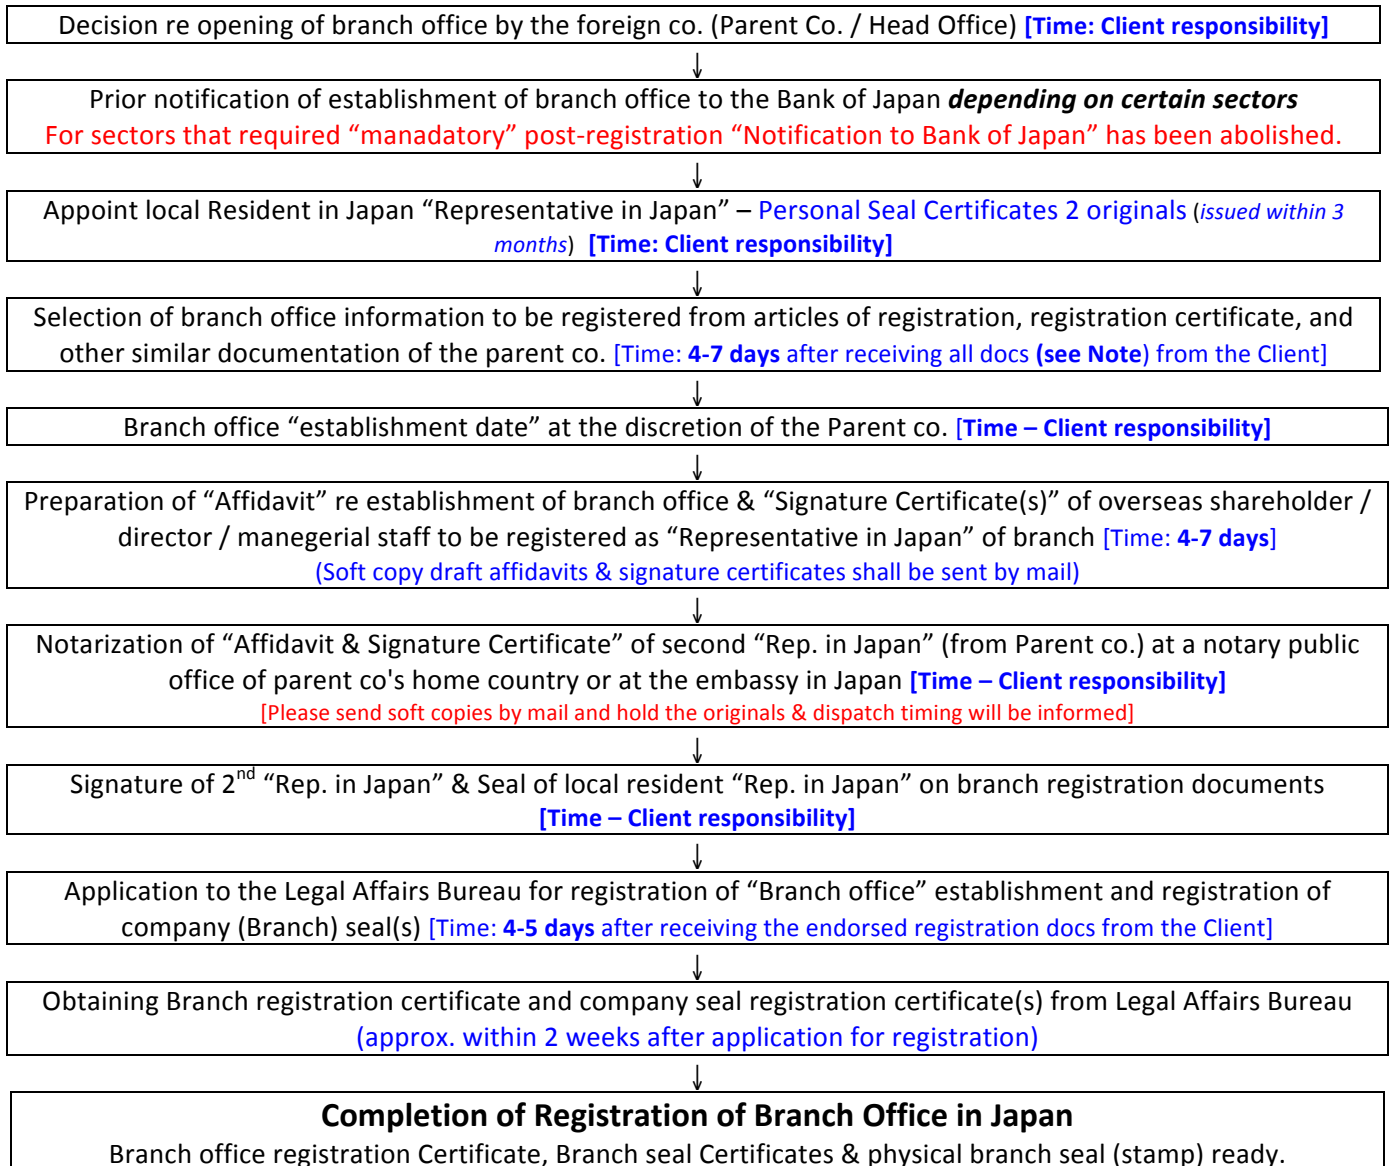 Decision re opening of branch office by the foreign co. (Parent Co. / Head Office) [Time: Client responsibility]
↓
Prior notification of establishment of branch office to the Bank of Japan depending on certain sectors
For sectors that required “manadatory” post-registration “Notification to Bank of Japan” has been abolished.
↓
Appoint local Resident in Japan “Representative in Japan” – Personal Seal Certificates 2 originals (issued within 3
months) [Time: Client responsibility]
↓
Selection of branch office information to be registered from articles of registration, registration certificate, and
other similar documentation of the parent co. [Time: 4-7 days after receiving all docs (see Note) from the Client]
↓
Branch office “establishment date” at the discretion of the Parent co. [Time – Client responsibility]
↓
Preparation of “Affidavit” re establishment of branch office & “Signature Certificate(s)” of overseas shareholder /
director / manegerial staff to be registered as “Representative in Japan” of branch [Time: 4-7 days]
(Soft copy draft affidavits & signature certificates shall be sent by mail)
↓
Notarization of “Affidavit & Signature Certificate” of second “Rep. in Japan” (from Parent co.) at a notary public
office of parent co's home country or at the embassy in Japan [Time – Client responsibility]
[Please send soft copies by mail and hold the originals & dispatch timing will be informed]
↓
Signature of 2nd “Rep. in Japan” & Seal of local resident “Rep. in Japan” on branch registration documents
[Time – Client responsibility]
↓
Application to the Legal Affairs Bureau for registration of “Branch office” establishment and registration of
company (Branch) seal(s) [Time: 4-5 days after receiving the endorsed registration docs from the Client]
↓
Obtaining Branch registration certificate and company seal registration certificate(s) from Legal Affairs Bureau
(approx. within 2 weeks after application for registration)
↓
Completion of Registration of Branch Office in Japan
Branch office registration Certificate, Branch seal Certificates & physical branch seal (stamp) ready.